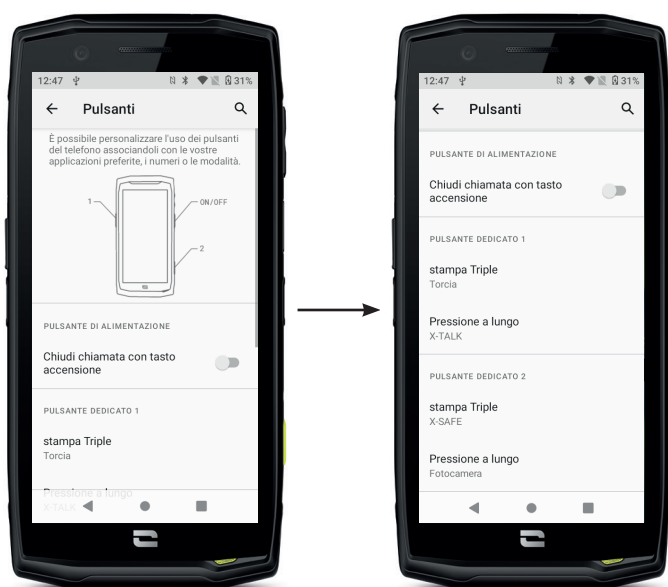 12:47 31%
Pulsanti
È possibile personalizzare l'uso dei pulsanti
del telefono associandoli con le vostre
applicazioni preferite, i numeri o le modalità.
1
ON/OFF
2
PULSANTE DI ALIMENTAZIONE
Chiudi chiamata con tasto
accensione
PULSANTE DEDICATO 1
stampa Triple
Torcia
Pressione a lungo
X-TALK
12:47 31%
Pulsanti
PULSANTE DI ALIMENTAZIONE
Chiudi chiamata con tasto
accensione
PULSANTE DEDICATO 1
stampa Triple
Torcia
Pressione a lungo
X-TALK
PULSANTE DEDICATO 2
stampa Triple
X-SAFE
Pressione a lungo
Fotocamera